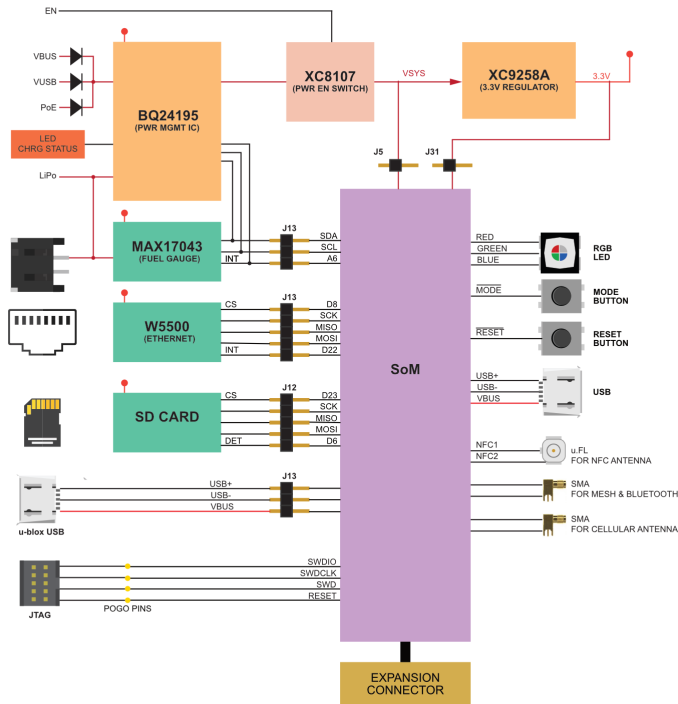 EN
VBUS
VUSB
PoE
BQ24195
(PWR MGMT IC)
XC8107
(PWR EN SWITCH)
VSYS
XC9258A
(3.3V REGULATOR)
3.3V
LED
CHRG STATUS
LiPo
J5
J31
MAX17043
(FUEL GAUGE)
INT
J13
SDA
SCL
A6
W5500
(ETHERNET)
CS
INT
J13
D8
SCK
MISO
MOSI
D22
SD CARD
CS
DET
J12
D23
SCK
MISO
MOSI
D6
u-blox USB
USB+
USB-
VBUS
J13
JTAG
POGO PINS
SWDIO
SWDCLK
SWD
RESET
SoM
RED
GREEN
BLUE
RGB
LED
MODE
MODE
BUTTON
RESET
RESET
BUTTON
USB+
USB-
VBUS
USB
NFC1
NFC2
u.FL
FOR NFC ANTENNA
SMA
FOR MESH & BLUETOOTH
SMA
FOR CELLULAR ANTENNA
EXPANSION
CONNECTOR